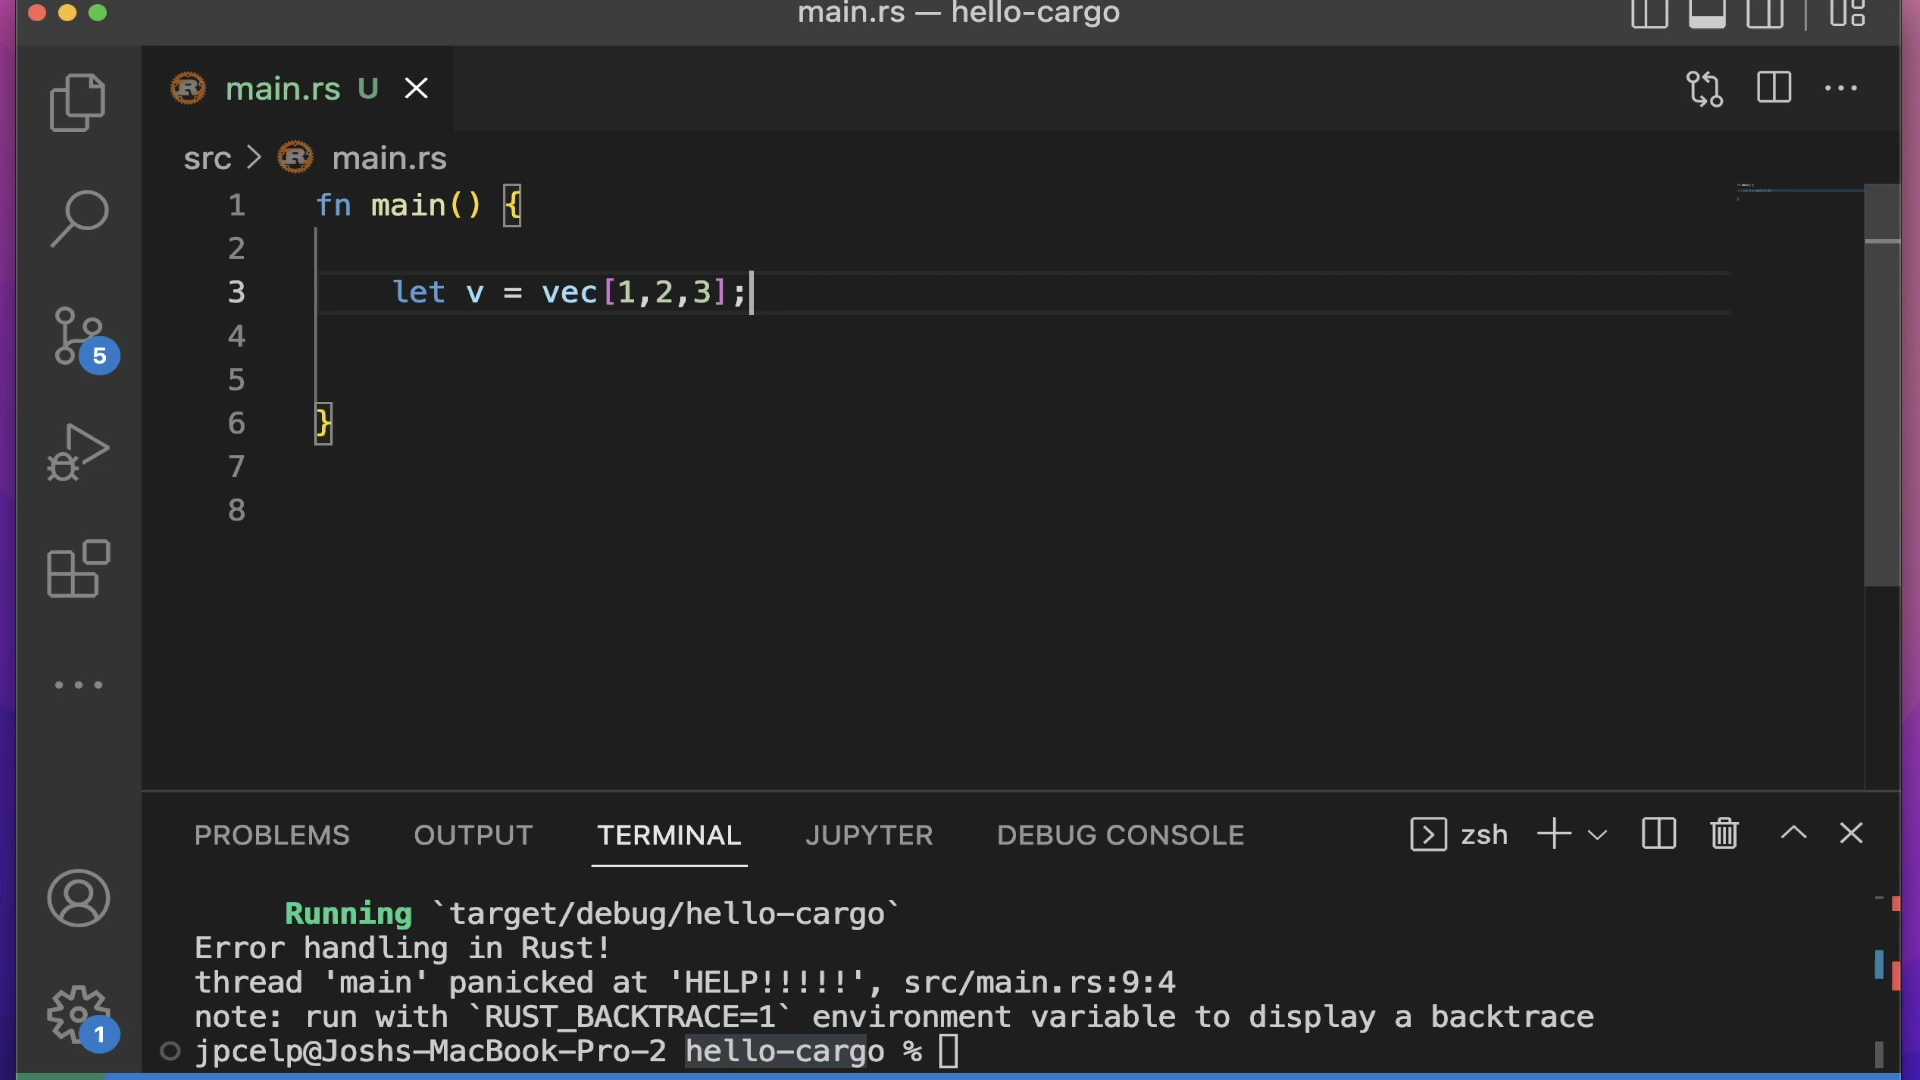 main.rs — hello-cargo
main.rs U
src > main.rs
1 fn main() {
2
3 let v = vec[1,2,3];
4
5
6 }
7
8
5
1
PROBLEMS OUTPUT TERMINAL JUPYTER DEBUG CONSOLE zsh
Running `target/debug/hello-cargo`
Error handling in Rust!
thread 'main' panicked at 'HELP!!!!!', src/main.rs:9:4
note: run with `RUST_BACKTRACE=1` environment variable to display a backtrace
jpcelp@Joshs-MacBook-Pro-2 hello-cargo %